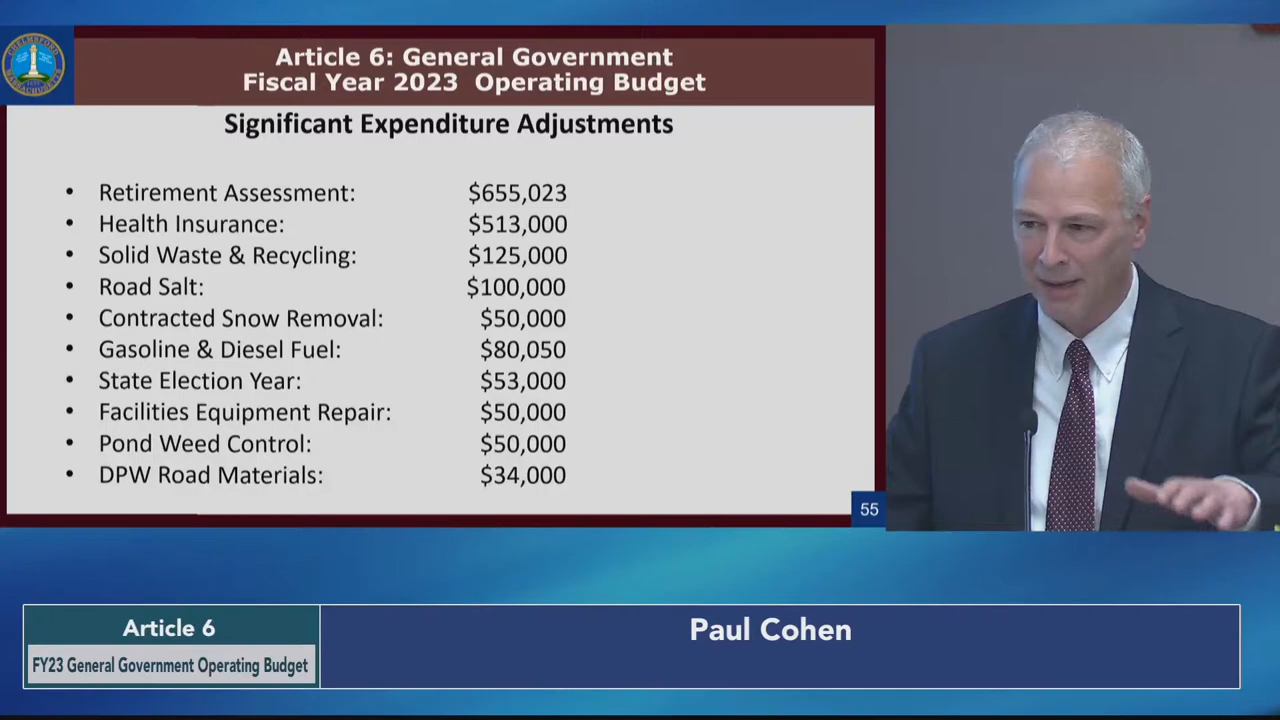 Article 6: General Government
Fiscal Year 2023 Operating Budget
Significant Expenditure Adjustments
• Retirement Assessment: $655,023
• Health Insurance: $513,000
• Solid Waste & Recycling: $125,000
• Road Salt: $100,000
• Contracted Snow Removal: $50,000
• Gasoline & Diesel Fuel: $80,050
• State Election Year: $53,000
• Facilities Equipment Repair: $50,000
• Pond Weed Control: $50,000
• DPW Road Materials: $34,000
55
Article 6
FY23 General Government Operating Budget
Paul Cohen